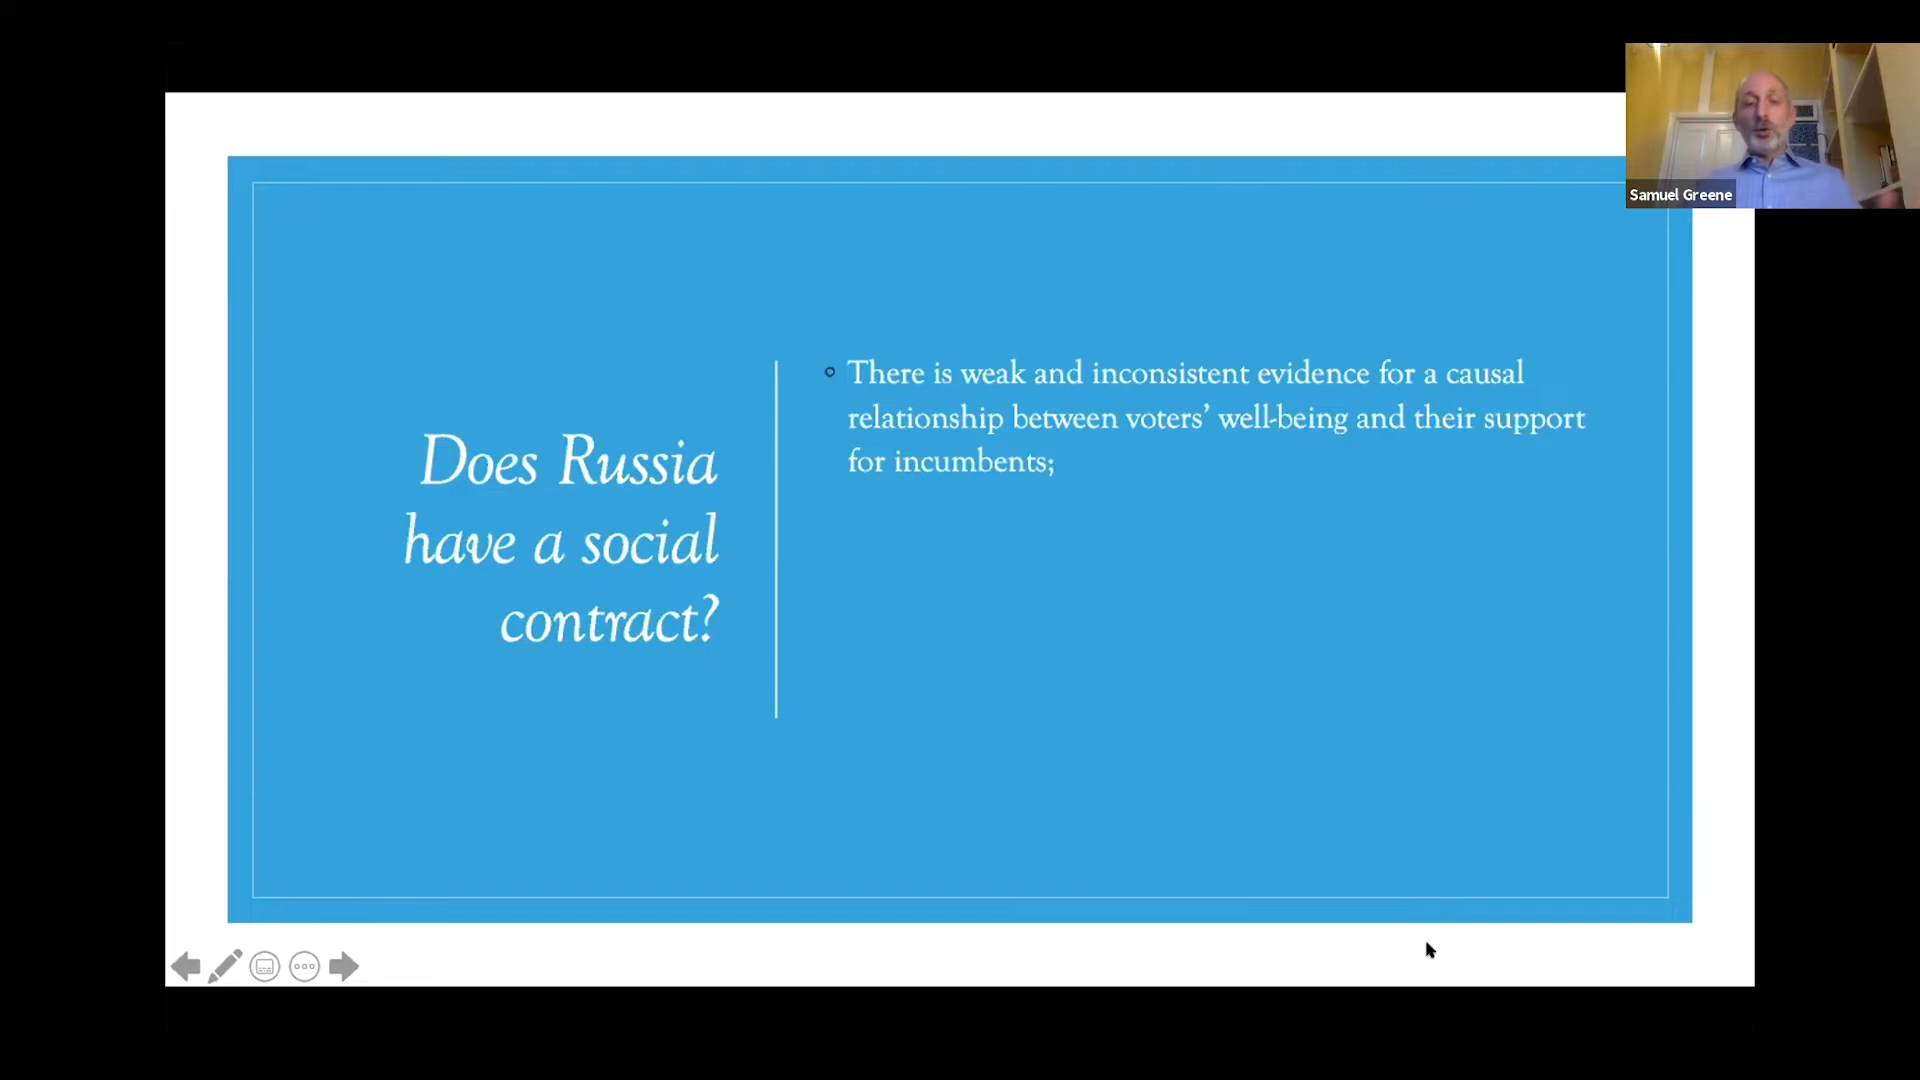 Samuel Greene
Does Russia
have a social
contract?
There is weak and inconsistent evidence for a causal
relationship between voters’ well-being and their support
for incumbents;